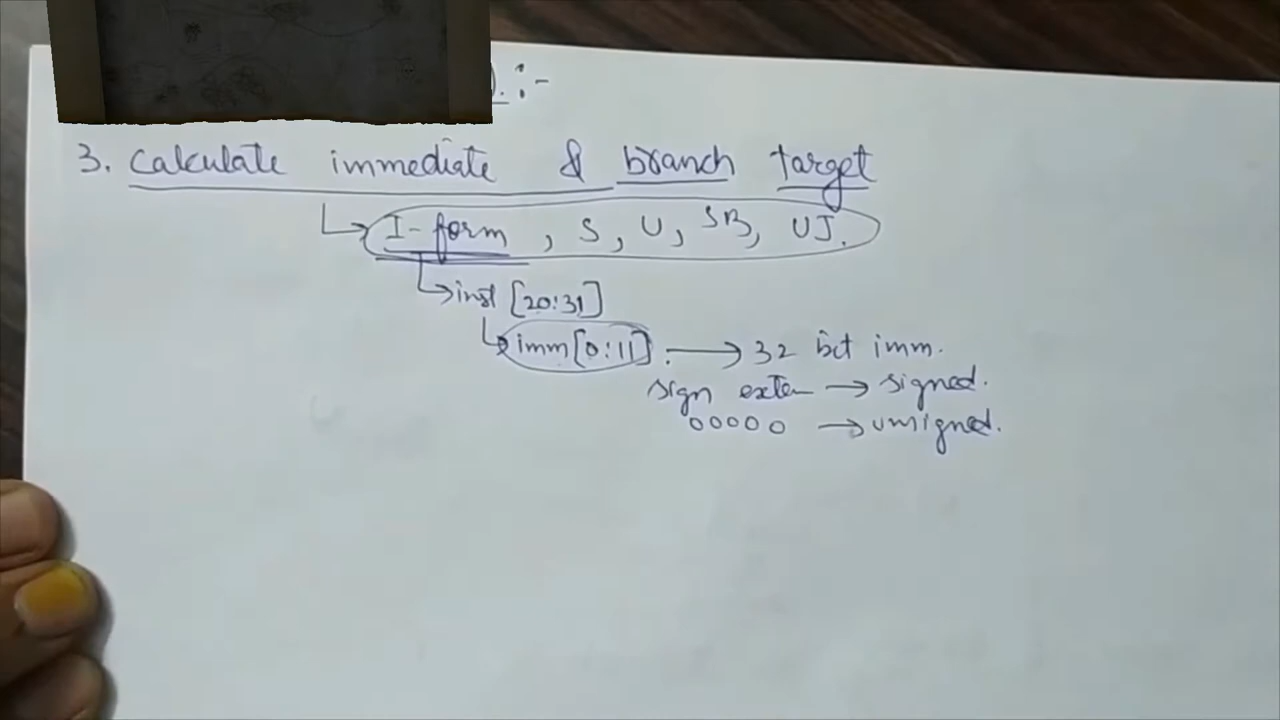 ).:-
3. Calculate immediate & branch target
I-form, S, U, SB, UJ.
inst [20:31]
imm[0:11]. → 32 bit imm.
sign exten → signed.
00000 → unsigned.